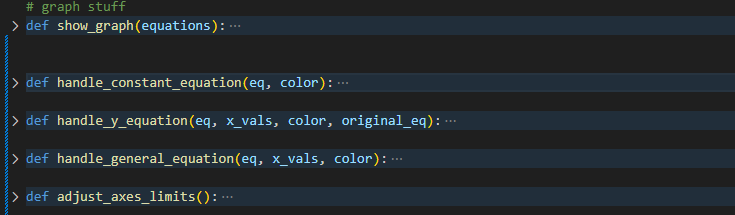 # graph stuff
def show_graph(equations):···
def handle_constant_equation(eq, color):···
def handle_y_equation(eq, x_vals, color, original_eq):···
def handle_general_equation(eq, x_vals, color):···
def adjust_axes_limits():···